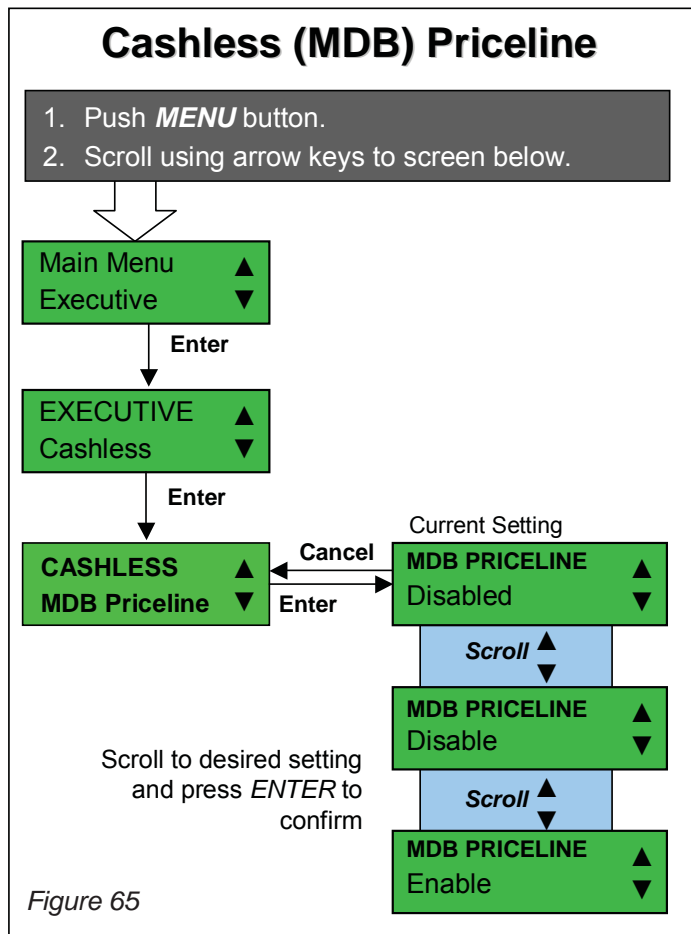 Cashless (MDB) Priceline
1. Push MENU button.
2. Scroll using arrow keys to screen below.
Main Menu ▲
Executive ▼
Enter
EXECUTIVE ▲
Cashless ▼
Enter
CASHLESS ▲
MDB Priceline ▼
Cancel
Enter
Current Setting
MDB PRICELINE ▲
Disabled ▼
Scroll ▲
▼
MDB PRICELINE ▲
Disable ▼
Scroll to desired setting
and press ENTER to
confirm
Scroll ▲
▼
MDB PRICELINE ▲
Enable ▼
Figure 65